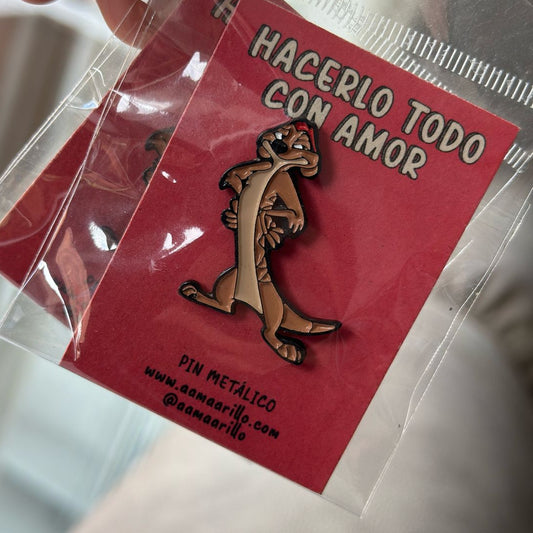 HACERLO TODO
CON AMOR
PIN METÁLICO
www.aamaarillo.com
@aamaarillo